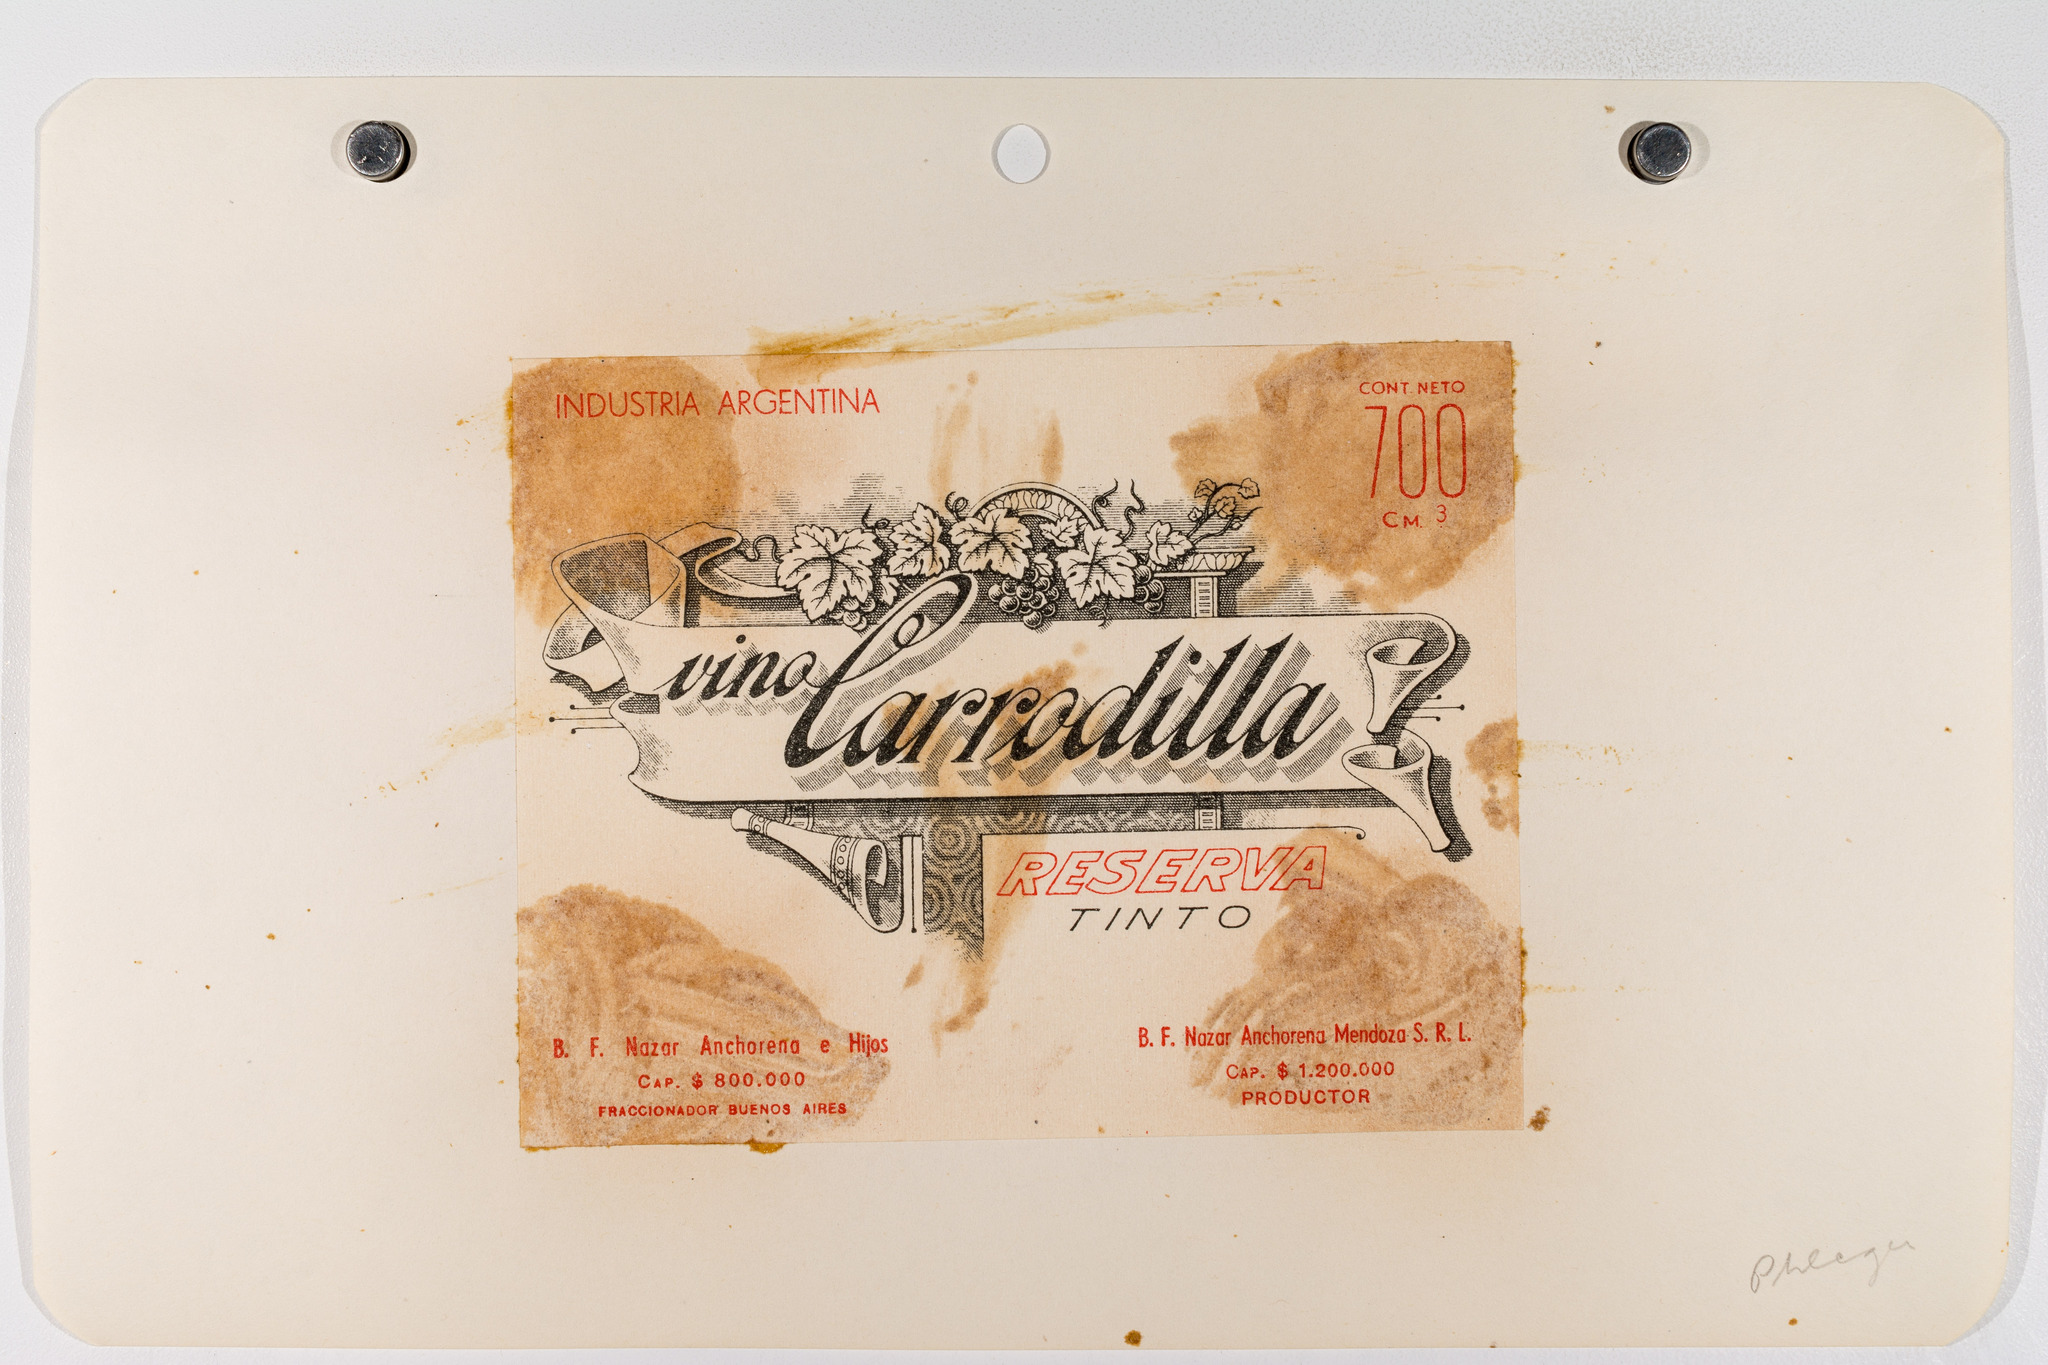 INDUSTRIA ARGENTINA
CONT. NETO
700
CM. 3
vino Carrodilla
RESERVA
TINTO
B. F. Nazar Anchorena e Hijos
CAP. $ 800.000
FRACCIONADOR BUENOS AIRES
B. F. Nazar Anchorena Mendoza S. R. L.
CAP. $ 1.200.000
PRODUCTOR